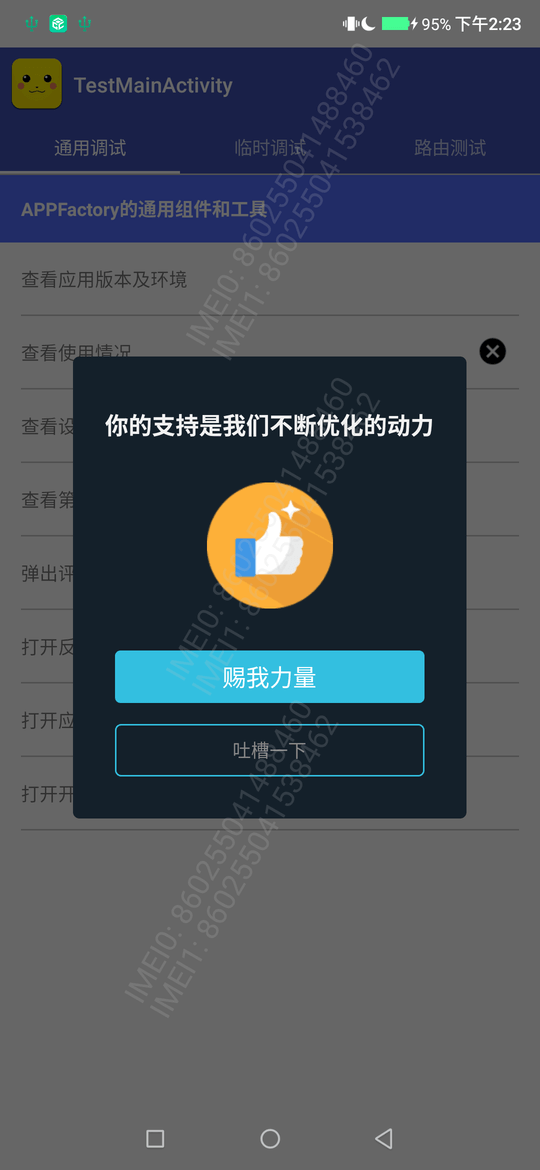 95% 下午2:23
TestMainActivity
通用调试
临时调试
路由测试
APPFactory的通用组件和工具
查看应用版本及环境
查看使用情况
查看设
查看第
弹出评
打开反
打开应
打开开
你的支持是我们不断优化的动力
赐我力量
吐槽一下
IMEI0: 860255041488460
IMEI1: 860255041538462
IMEI0: 860255041488460
IMEI1: 860255041538462
IMEI0: 860255041488460
IMEI1: 860255041538462